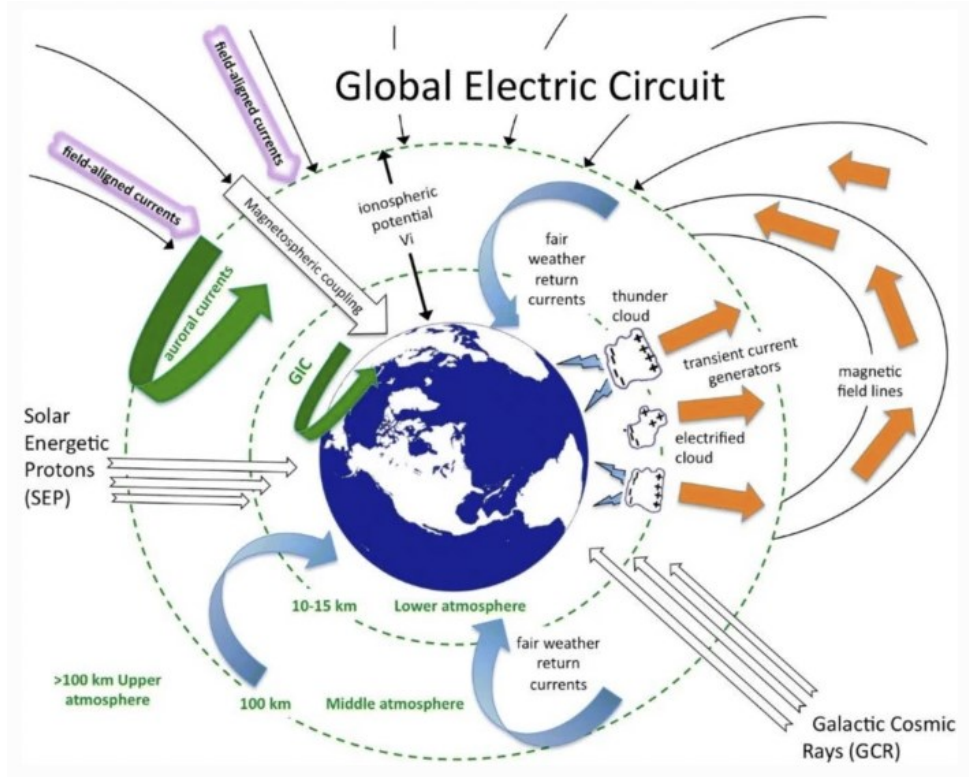 Global Electric Circuit
field-aligned currents
field-aligned currents
Magnetospheric coupling
ionospheric
potential
Vi
auroral currents
GIC
fair
weather
return
currents
thunder
cloud
transient current
generators
electrified
cloud
magnetic
field lines
Solar
Energetic
Protons
(SEP)
10-15 km
Lower atmosphere
>100 km Upper
atmosphere
100 km
Middle atmosphere
fair weather
return
currents
Galactic Cosmic
Rays (GCR)